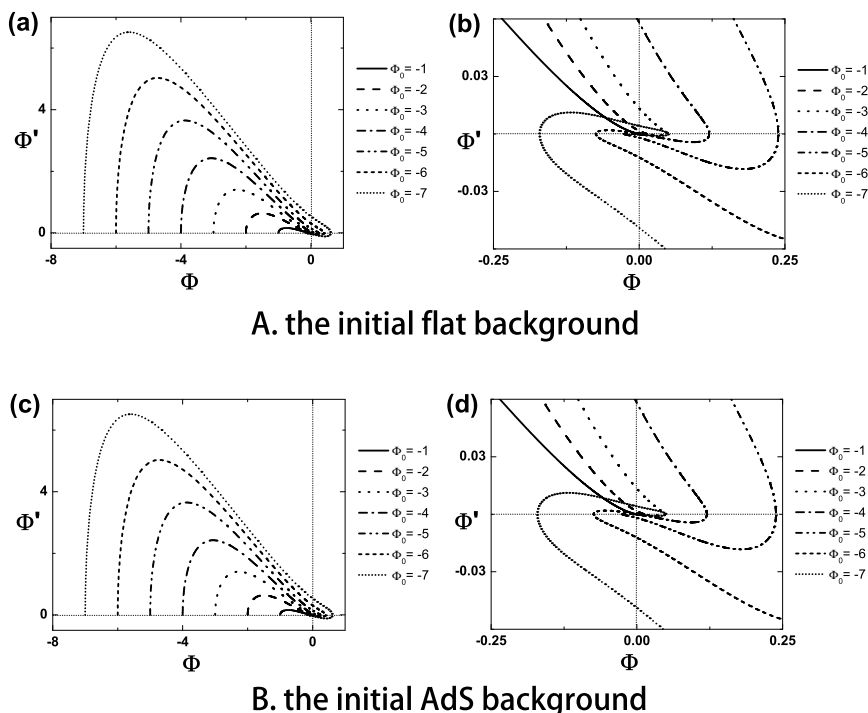 (a)
Φ'
4
0
-8
-4
0
Φ
Φ0= -1
Φ0= -2
Φ0= -3
Φ0= -4
Φ0= -5
Φ0= -6
Φ0= -7
(b)
Φ'
0.03
-0.03
-0.25
0.00
0.25
Φ
Φ0= -1
Φ0= -2
Φ0= -3
Φ0= -4
Φ0= -5
Φ0= -6
Φ0= -7
A. the initial flat background
(c)
Φ'
4
0
-8
-4
0
Φ
Φ0= -1
Φ0= -2
Φ0= -3
Φ0= -4
Φ0= -5
Φ0= -6
Φ0= -7
(d)
Φ'
0.03
-0.03
-0.25
0.00
0.25
Φ
Φ0= -1
Φ0= -2
Φ0= -3
Φ0= -4
Φ0= -5
Φ0= -6
Φ0= -7
B. the initial AdS background